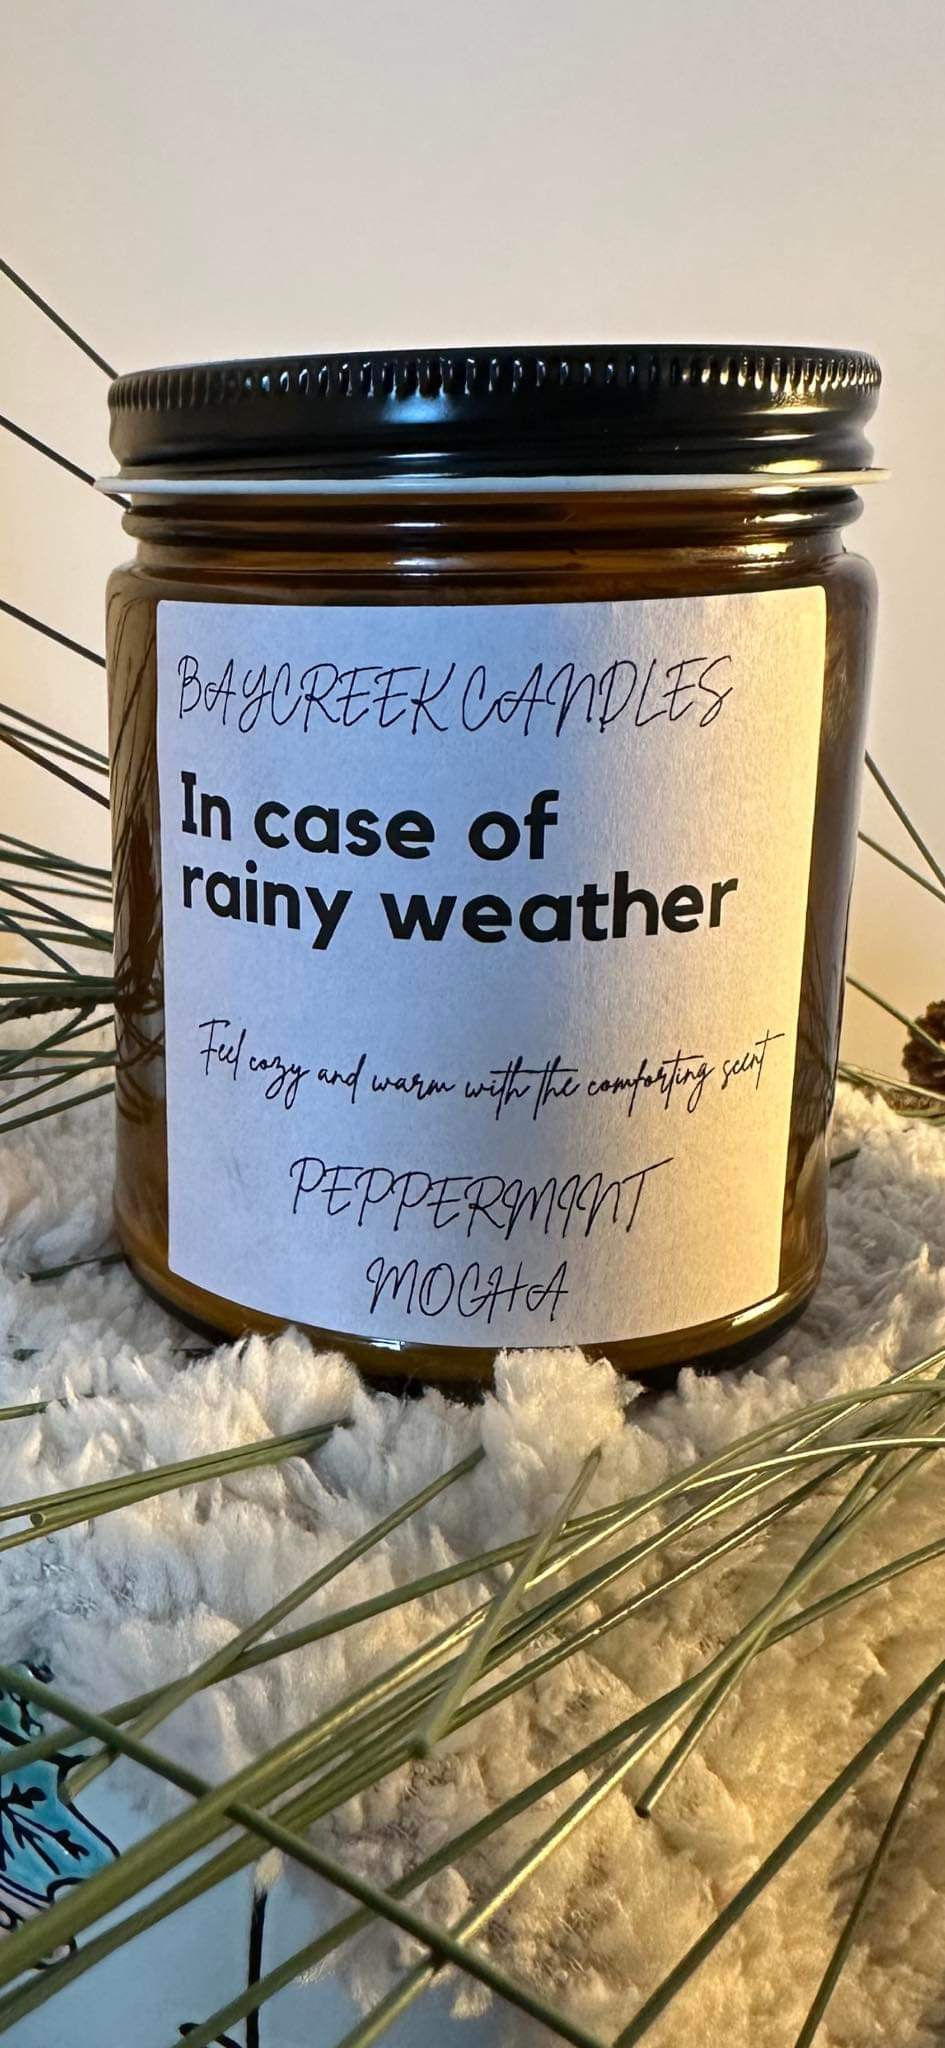 BAYCREEK CANDLES
In case of
rainy weather
Feel cozy and warm with the comforting scent
PEPPERMINT
MOCHA